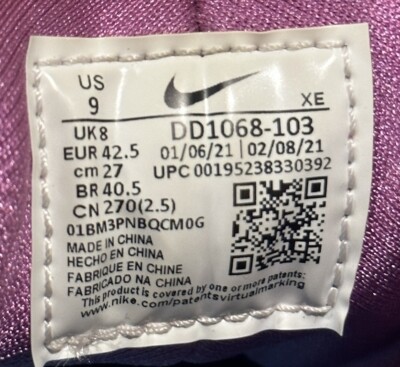 US
9
XE
UK 8
DD1068-103
EUR 42.5
01/06/21 | 02/08/21
cm 27
UPC 00195238330392
BR 40.5
CN 270(2.5)
01BM3PNBQCM0G
MADE IN CHINA
HECHO EN CHINA
FABRIQUE EN CHINE
FABRICADO NA CHINA
This product is covered by one or more patents:
www.nike.com/patentsvirtualmarking